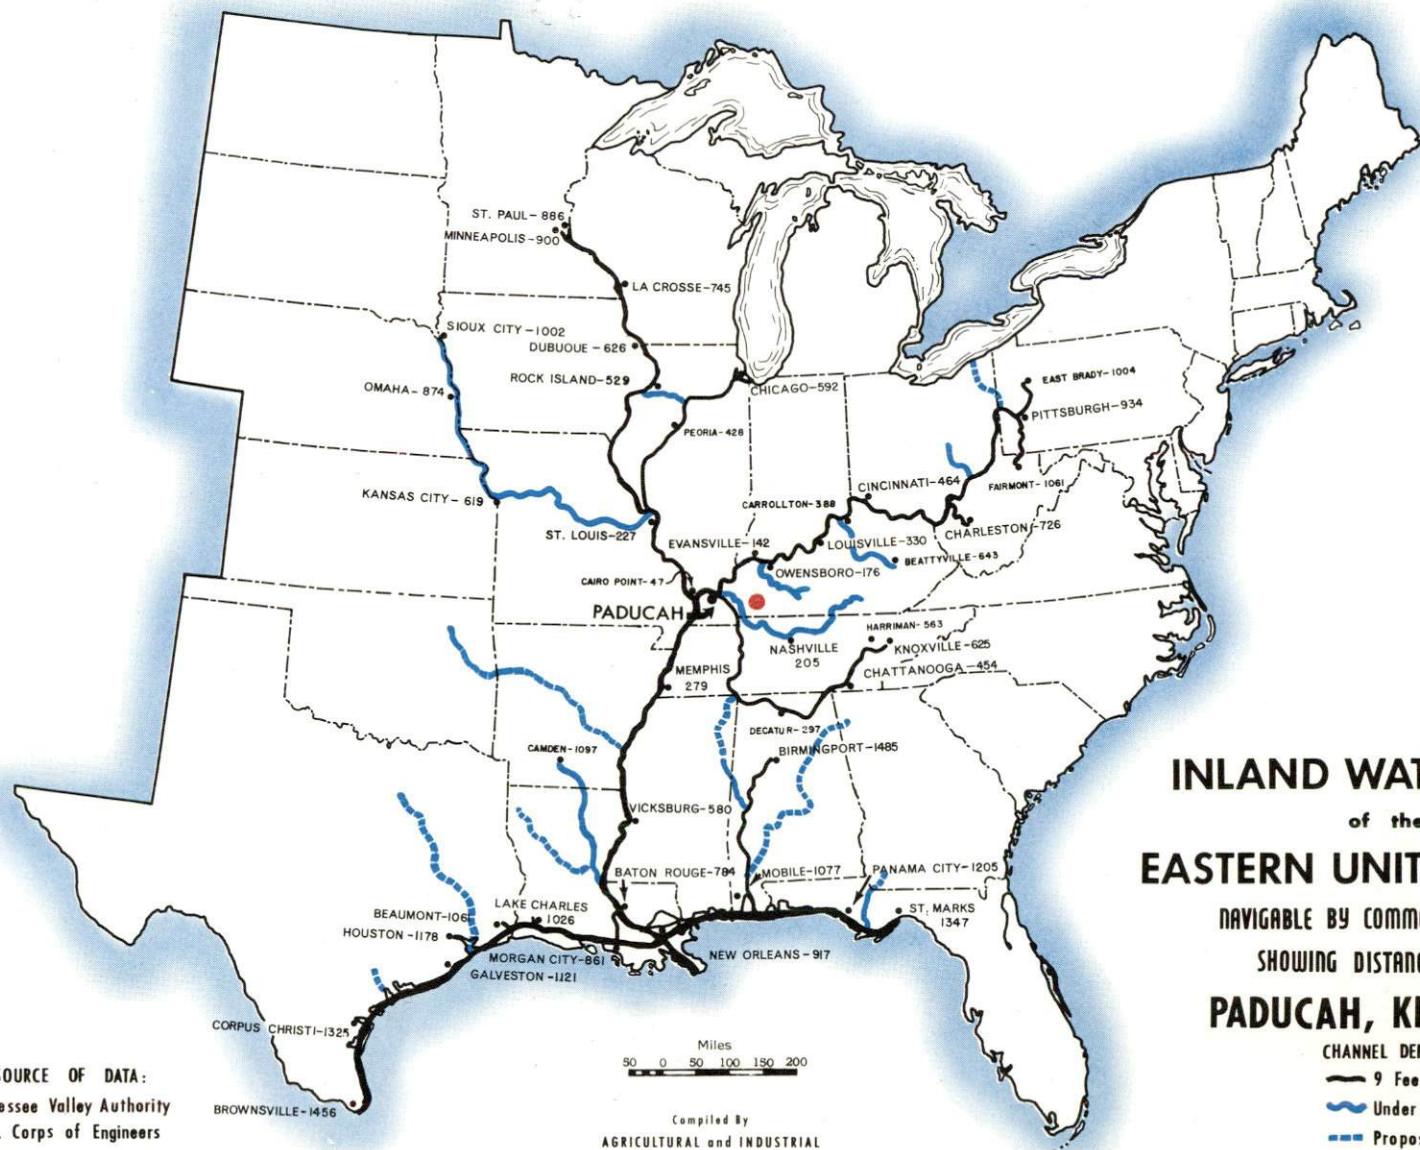 ST. PAUL-886
MINNEAPOLIS-900
LA CROSSE-745
SIOUX CITY-1002
DUBUQUE-626
ROCK ISLAND-529
OMAHA-874
CHICAGO-592
PEORIA-428
EAST BRADY-1004
PITTSBURGH-934
FAIRMONT-1061
KANSAS CITY-619
ST. LOUIS-227
CINCINNATI-464
CARROLLTON-388
CHARLESTON-726
EVANSVILLE-142
LOUISVILLE-330
BEATTYVILLE-643
OWENSBORO-176
CAIRO POINT-47
PADUCAH
NASHVILLE
205
HARRIMAN-563
KNOXVILLE-625
CHATTANOOGA-454
MEMPHIS
279
DECATUR-297
BIRMINGPORT-1485
CAMDEN-1097
VICKSBURG-580
BATON ROUGE-784
MOBILE-1077
PANAMA CITY-1205
ST. MARKS
1347
LAKE CHARLES
1026
BEAUMONT-106
HOUSTON-1178
MORGAN CITY-861
GALVESTON-1121
NEW ORLEANS-917
CORPUS CHRISTI-1325
BROWNSVILLE-1456
INLAND WAT
of the
EASTERN UNIT
NAVIGABLE BY COMM
SHOWING DISTAN
PADUCAH, K
CHANNEL DE
9 Fee
Under
Propos
Miles
50 0 50 100 150 200
Compiled By
AGRICULTURAL and INDUSTRIAL
SOURCE OF DATA:
essee Valley Authority
. Corps of Engineers